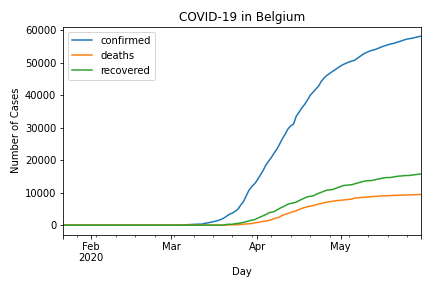 COVID-19 in Belgium
confirmed
deaths
recovered
60000
50000
40000
30000
20000
10000
0
Number of Cases
Feb
2020
Mar
Apr
May
Day